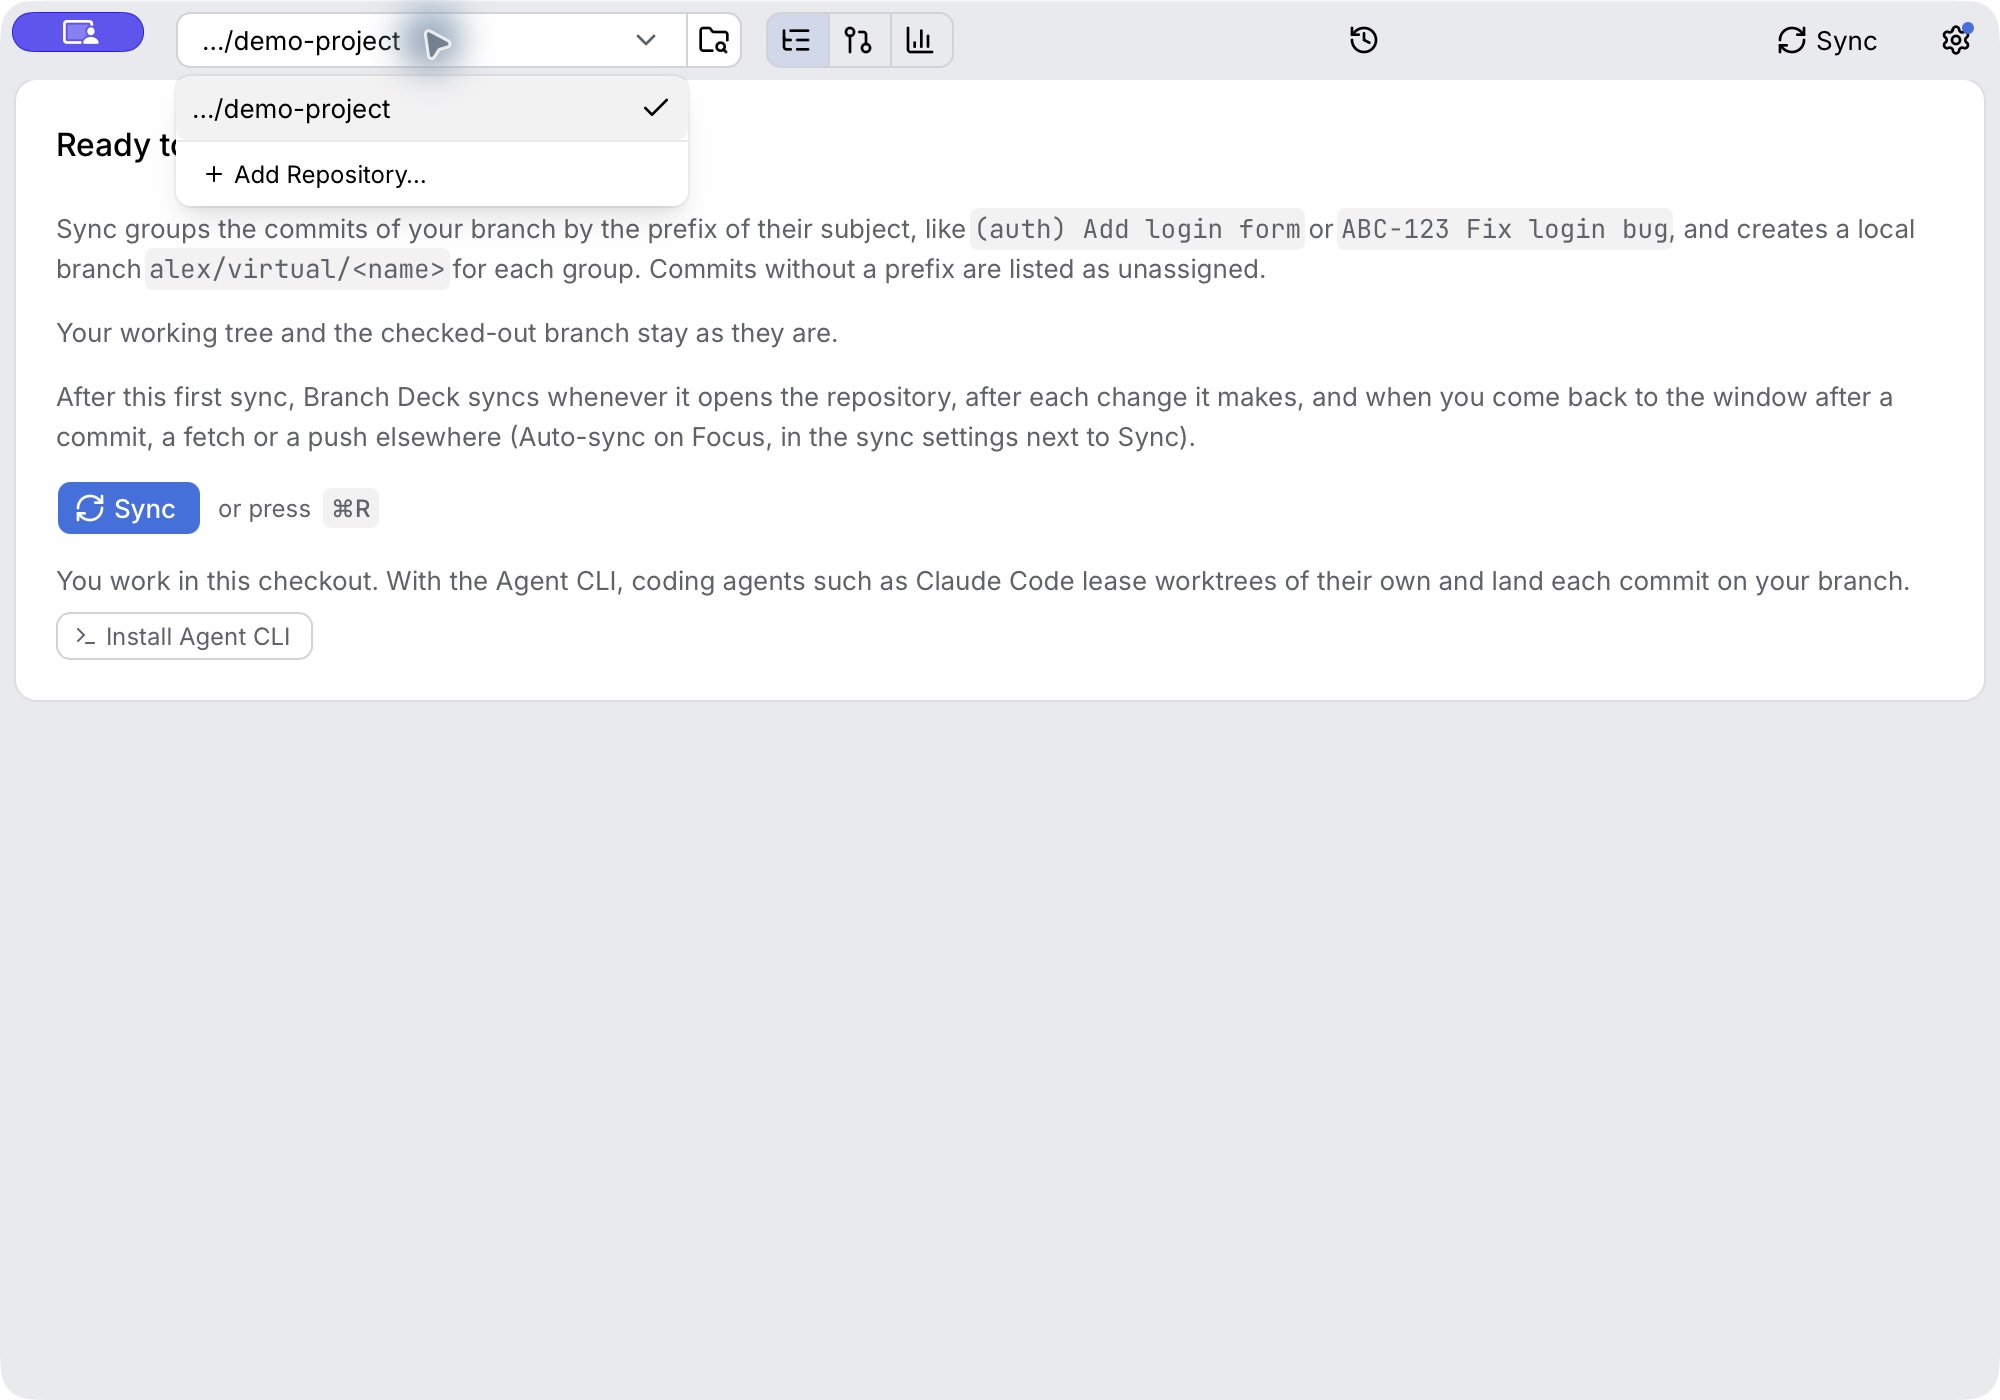 .../demo-project
Sync
.../demo-project
+ Add Repository...
Ready
Sync groups the commits of your branch by the prefix of their subject, like (auth) Add login form or ABC-123 Fix login bug, and creates a local
branch alex/virtual/<name> for each group. Commits without a prefix are listed as unassigned.
Your working tree and the checked-out branch stay as they are.
After this first sync, Branch Deck syncs whenever it opens the repository, after each change it makes, and when you come back to the window after a
commit, a fetch or a push elsewhere (Auto-sync on Focus, in the sync settings next to Sync).
Sync or press ⌘R
You work in this checkout. With the Agent CLI, coding agents such as Claude Code lease worktrees of their own and land each commit on your branch.
>_ Install Agent CLI